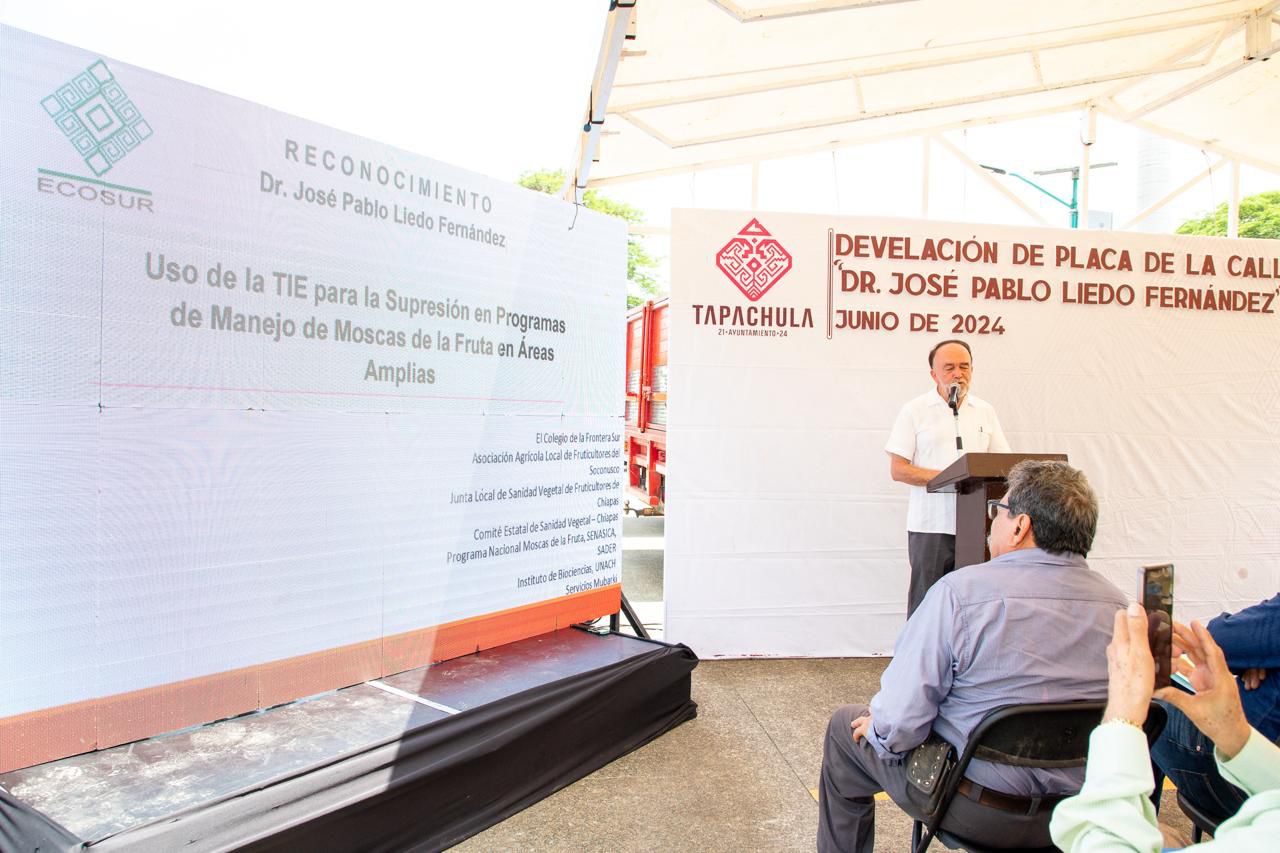 ECOSUR
RECONOCIMIENTO
Dr. José Pablo Liedo Fernández
Uso de la TIE para la Supresión en Programas
de Manejo de Moscas de la Fruta en Áreas
Amplias
El Colegio de la Frontera Sur
Asociación Agrícola Local de Fruticultores del
Soconusco
Junta Local de Sanidad Vegetal de Fruticultores de
Chiapas
Comité Estatal de Sanidad Vegetal – Chiapas
Programa Nacional Moscas de la Fruta, SENASICA,
SADER
Instituto de Biociencias, UNACH
Servicios Mubarki
TAPACHULA
21•AYUNTAMIENTO•24
DEVELACIÓN DE PLACA DE LA CALL
"DR. JOSÉ PABLO LIEDO FERNÁNDEZ"
JUNIO DE 2024